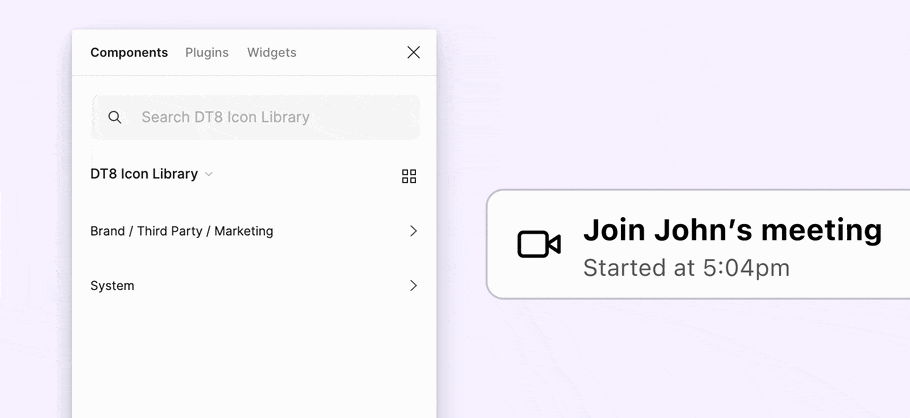 Components Plugins Widgets
Search DT8 Icon Library
DT8 Icon Library
Brand / Third Party / Marketing
System
Join John’s meeting
Started at 5:04pm